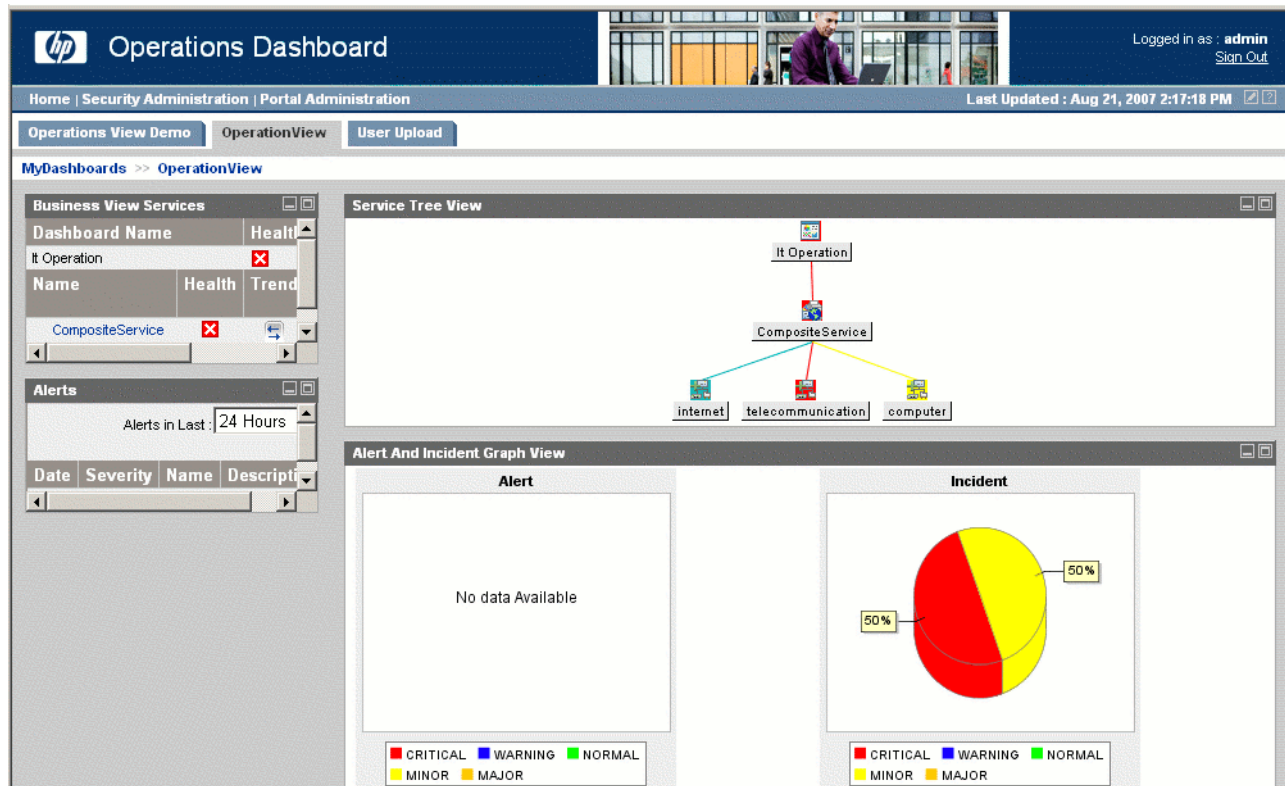 hp Operations Dashboard
Logged in as : admin
Sign Out
Home | Security Administration | Portal Administration
Last Updated : Aug 21, 2007 2:17:18 PM
Operations View Demo
OperationView
User Upload
MyDashboards >> OperationView
Business View Services
Dashboard Name Healtl
It Operation
Name Health Trend
CompositeService
Alerts
Alerts in Last : 24 Hours
Date Severity Name Descripti
Service Tree View
It Operation
CompositeService
internet telecommunication computer
Alert And Incident Graph View
Alert
No data Available
CRITICAL WARNING NORMAL
MINOR MAJOR
Incident
50%
50%
CRITICAL WARNING NORMAL
MINOR MAJOR